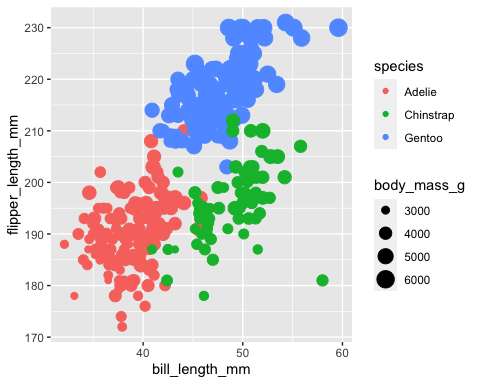 230
220
210
200
190
180
170
flipper_length_mm
40
50
60
bill_length_mm
species
Adelie
Chinstrap
Gentoo
body_mass_g
3000
4000
5000
6000